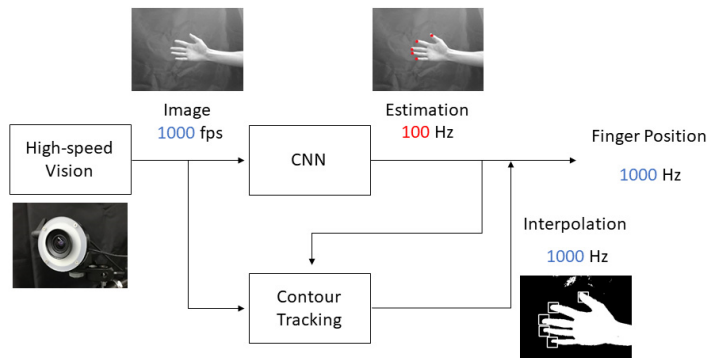 Image
1000 fps
Estimation
100 Hz
High-speed
Vision
CNN
Finger Position
1000 Hz
Interpolation
1000 Hz
Contour
Tracking